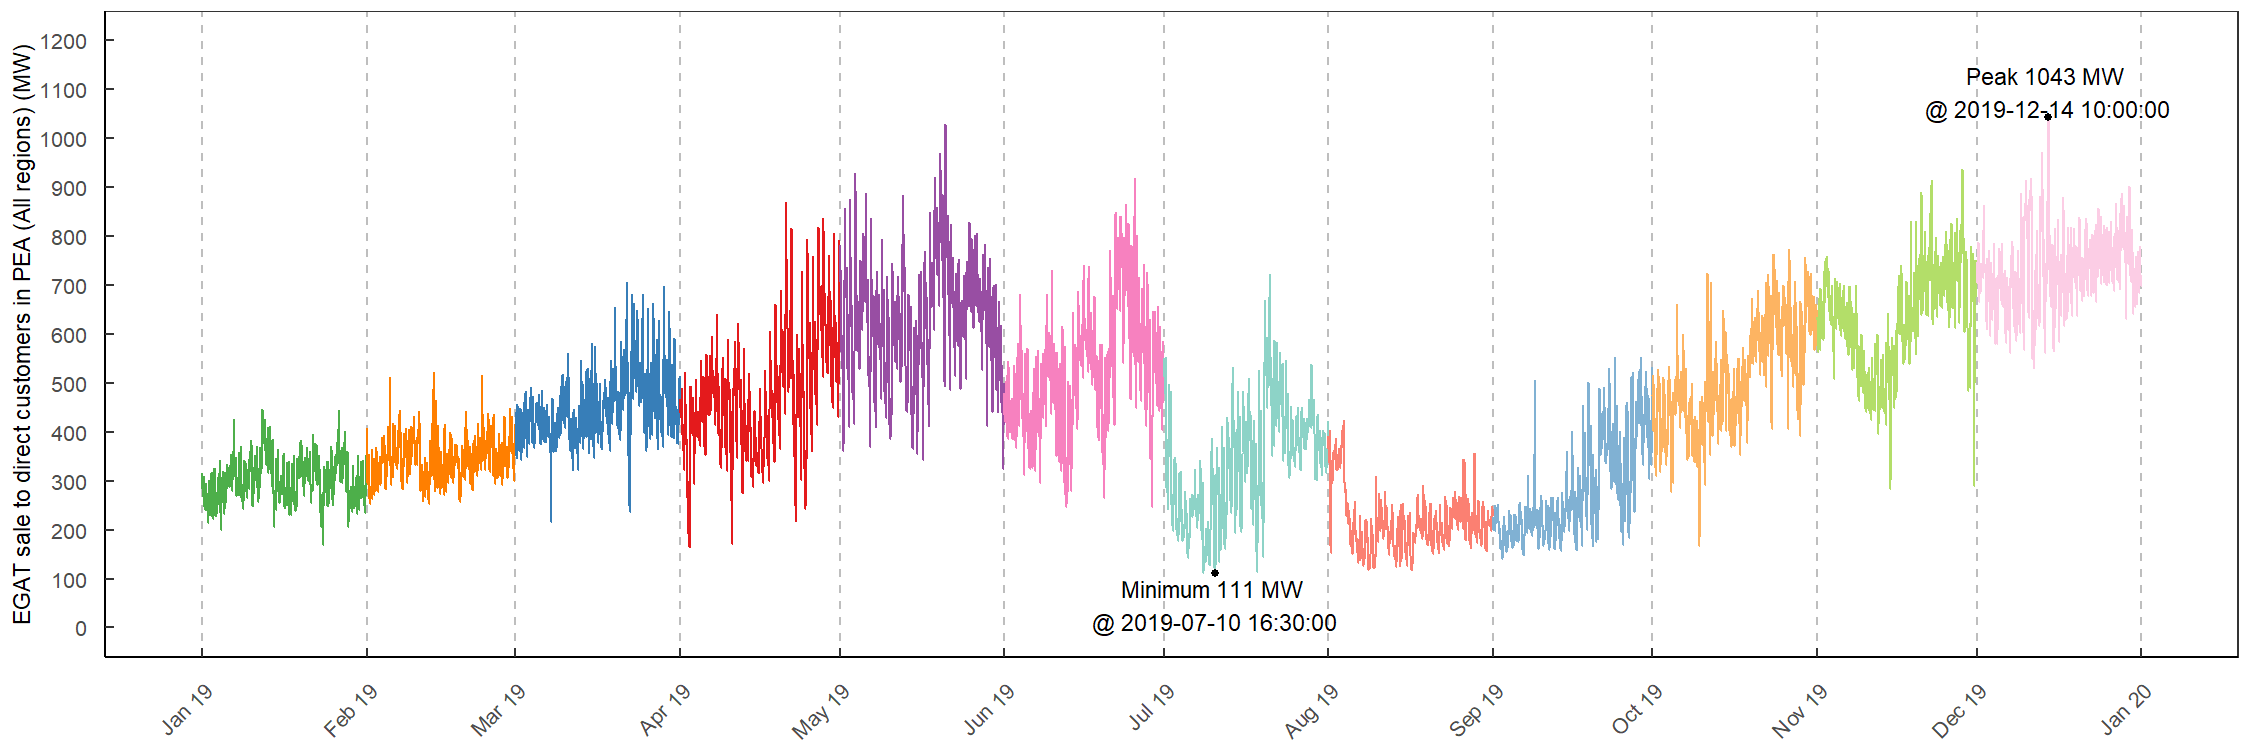 EGAT sale to direct customers in PEA (All regions) (MW)
1200
1100
1000
900
800
700
600
500
400
300
200
100
0
Peak 1043 MW
@ 2019-12-14 10:00:00
Minimum 111 MW
@ 2019-07-10 16:30:00
Jan 19
Feb 19
Mar 19
Apr 19
May 19
Jun 19
Jul 19
Aug 19
Sep 19
Oct 19
Nov 19
Dec 19
Jan 20